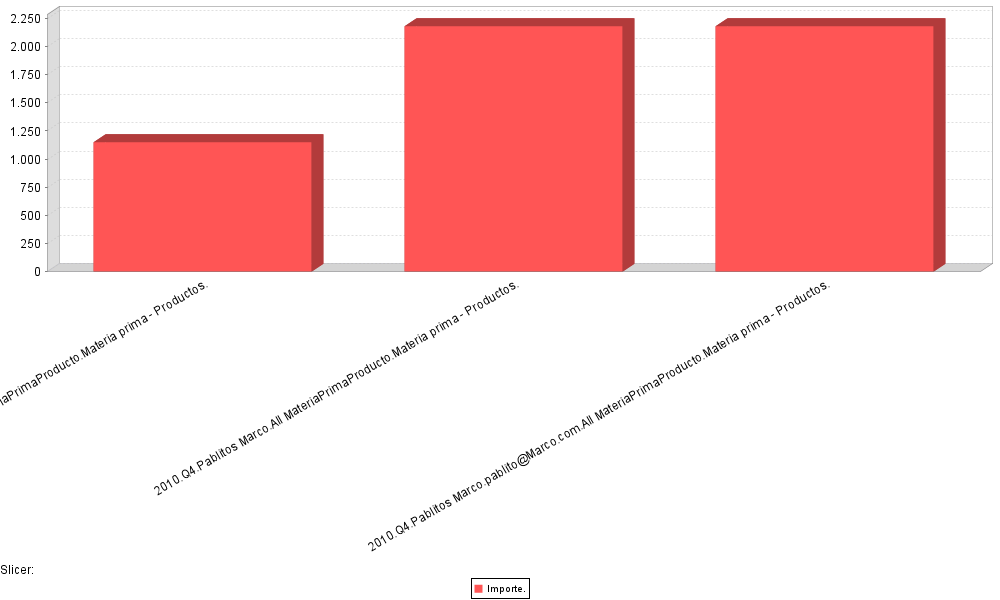 2.250
2.000
1.750
1.500
1.250
1.000
750
500
250
0
aPrimaProducto.Materia prima - Productos.
2010.Q4.Pablitos Marco.All MateriaPrimaProducto.Materia prima - Productos.
2010.Q4.Pablitos Marco.pablito@Marco.com.All MateriaPrimaProducto.Materia prima - Productos.
Slicer:
Importe.